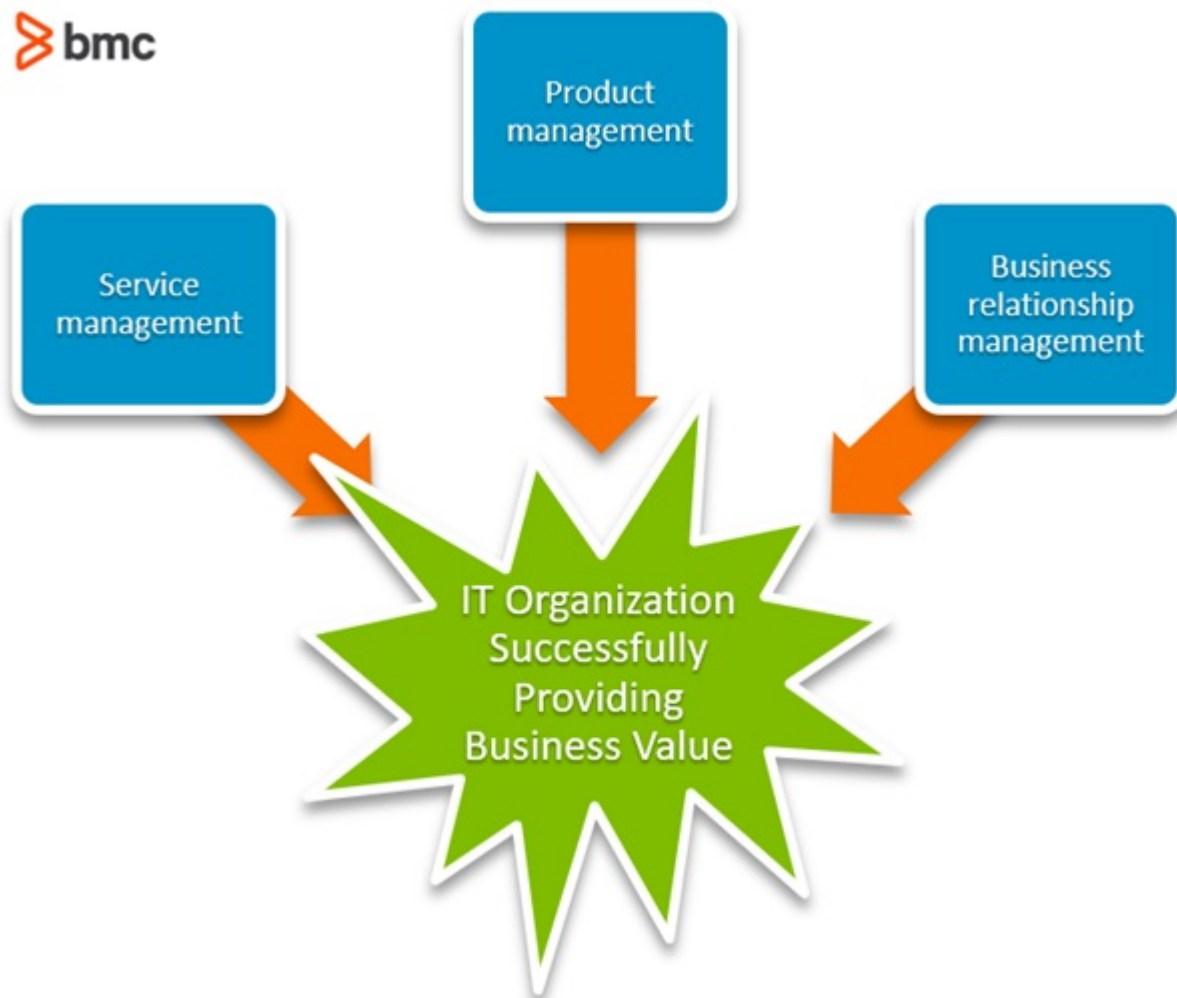 bmc
Product
management
Service
management
Business
relationship
management
IT Organization
Successfully
Providing
Business Value